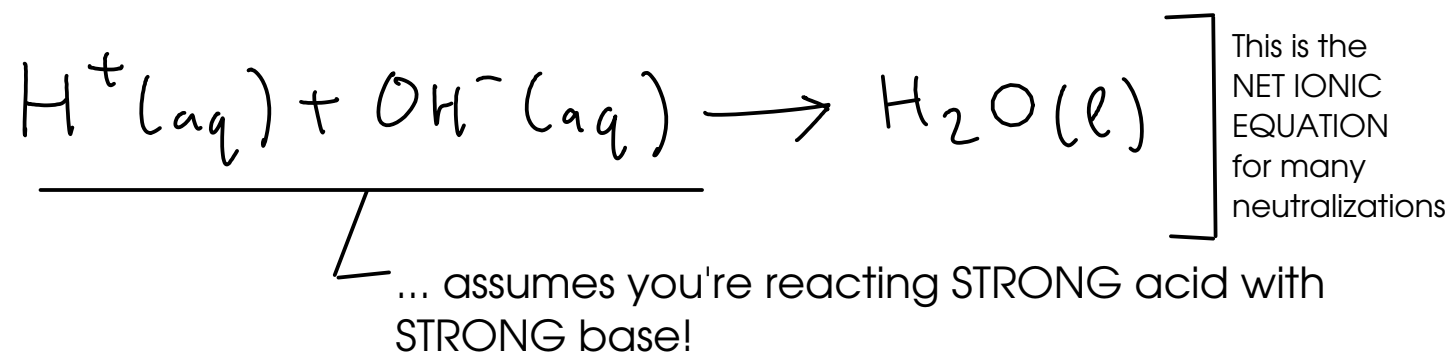 H⁺(aq) + OH⁻(aq) → H₂O(l)
This is the
NET IONIC
EQUATION
for many
neutralizations
... assumes you're reacting STRONG acid with
STRONG base!